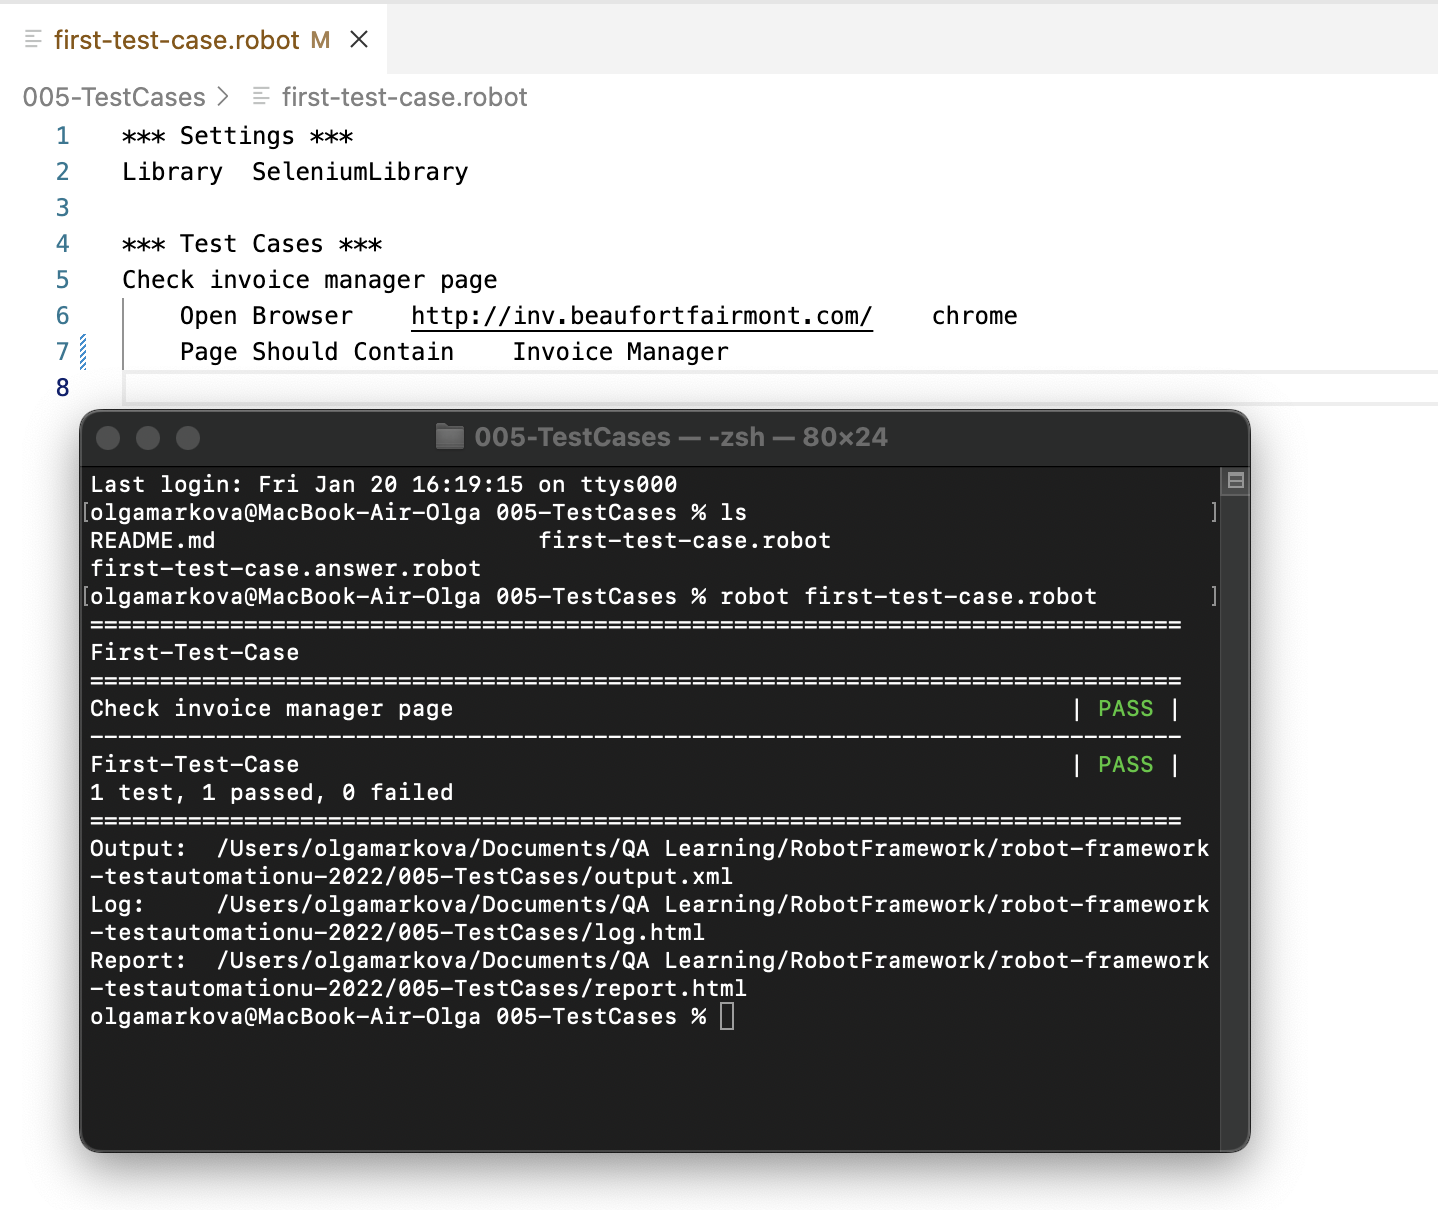 first-test-case.robot M
005-TestCases > first-test-case.robot
1 *** Settings ***
2 Library  SeleniumLibrary
3
4 *** Test Cases ***
5 Check invoice manager page
6     Open Browser    http://inv.beaufortfairmont.com/    chrome
7     Page Should Contain    Invoice Manager
8
005-TestCases — -zsh — 80×24
Last login: Fri Jan 20 16:19:15 on ttys000
[olgamarkova@MacBook-Air-Olga 005-TestCases % ls ]
README.md                       first-test-case.robot
first-test-case.answer.robot
[olgamarkova@MacBook-Air-Olga 005-TestCases % robot first-test-case.robot ]
==============================================================================
First-Test-Case
==============================================================================
Check invoice manager page                                            | PASS |
------------------------------------------------------------------------------
First-Test-Case                                                       | PASS |
1 test, 1 passed, 0 failed
==============================================================================
Output:  /Users/olgamarkova/Documents/QA Learning/RobotFramework/robot-framework
-testautomationu-2022/005-TestCases/output.xml
Log:     /Users/olgamarkova/Documents/QA Learning/RobotFramework/robot-framework
-testautomationu-2022/005-TestCases/log.html
Report:  /Users/olgamarkova/Documents/QA Learning/RobotFramework/robot-framework
-testautomationu-2022/005-TestCases/report.html
olgamarkova@MacBook-Air-Olga 005-TestCases %